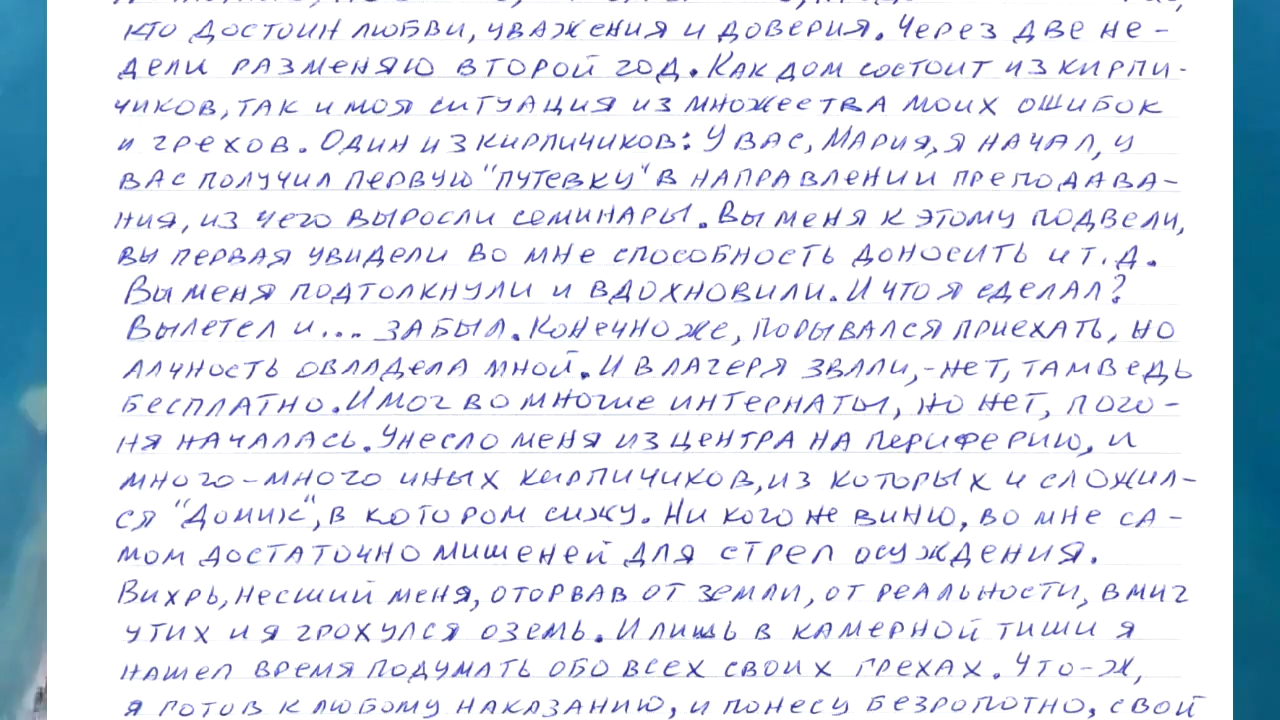 кто достоин любви, уважения и доверия. Через две не-
дели разменяю второй год. Как дом состоит из кирпи-
чиков, так и моя ситуация из множества моих ошибок
и грехов. Один из кирпичиков: У вас, Мария, я начал, у
вас получил первую "путевку" в направлении преподава-
ния, из чего выросли семинары. Вы меня к этому подвели,
вы первая увидели во мне способность доносить и т.д.
Вы меня подтолкнули и вдохновили. И что я сделал?
Вылетел и... забыл. Конечно же, порывался приехать, но
алчность овладела мной. И в лагеря звали,-нет, там ведь
бесплатно. И мог во многие интернаты, но нет, пого-
ня началась. Унесло меня из центра на периферию, и
много-много иных кирпичиков, из которых и сложил-
ся "Домик", в котором сижу. Ни кого не виню, во мне са-
мом достаточно мишеней для стрел осуждения.
Вихрь, несший меня, оторвав от земли, от реальности, вмиг
утих и я грохулся оземь. И лишь в камерной тиши я
нашел время подумать обо всех своих грехах. Что-ж,
я готов к любому наказанию, и понесу безропотно, свой